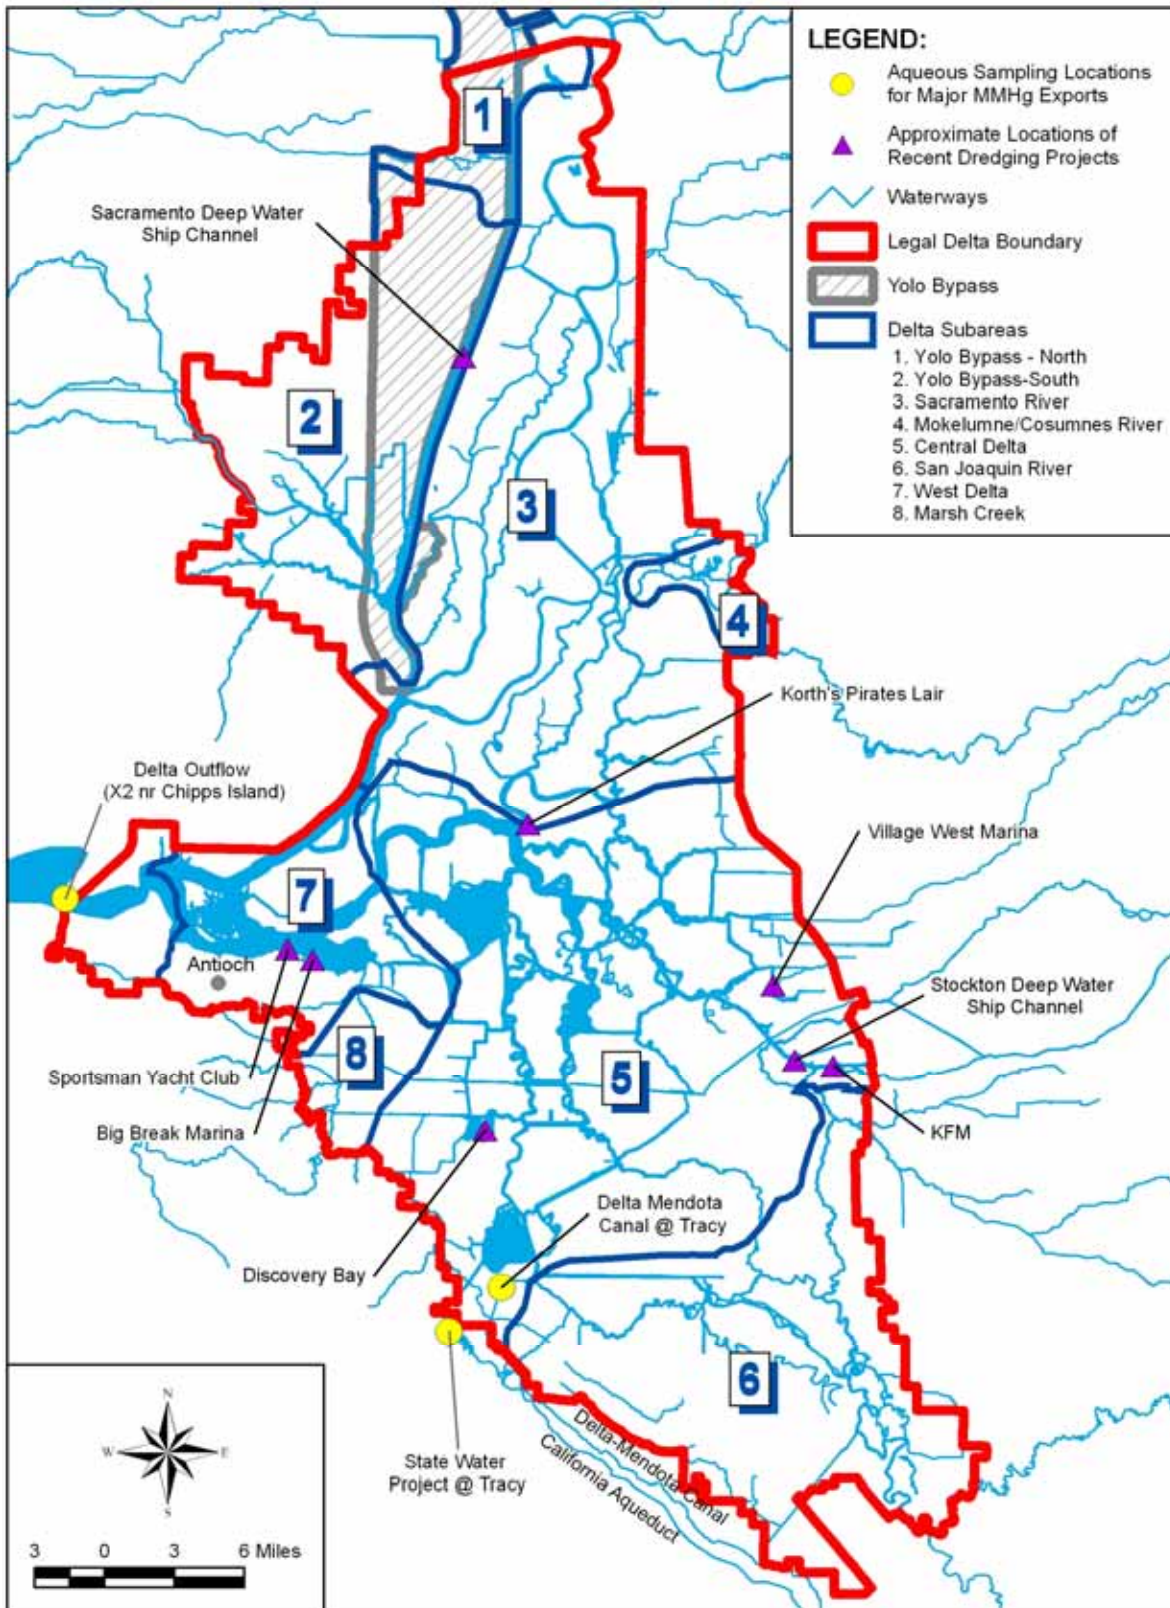 LEGEND:
Aqueous Sampling Locations
for Major MMHg Exports
Approximate Locations of
Recent Dredging Projects
Waterways
Legal Delta Boundary
Yolo Bypass
Delta Subareas
1. Yolo Bypass - North
2. Yolo Bypass-South
3. Sacramento River
4. Mokelumne/Cosumnes River
5. Central Delta
6. San Joaquin River
7. West Delta
8. Marsh Creek
1
Sacramento Deep Water
Ship Channel
2
3
4
Korth's Pirates Lair
Delta Outflow
(X2 nr Chipps Island)
Village West Marina
7
Antioch
Stockton Deep Water
Ship Channel
8
5
Sportsman Yacht Club
Big Break Marina
KFM
Delta Mendota
Canal @ Tracy
Discovery Bay
6
State Water
Project @ Tracy
Delta-Mendota Canal
California Aqueduct
N
W
E
S
3 0 3 6 Miles